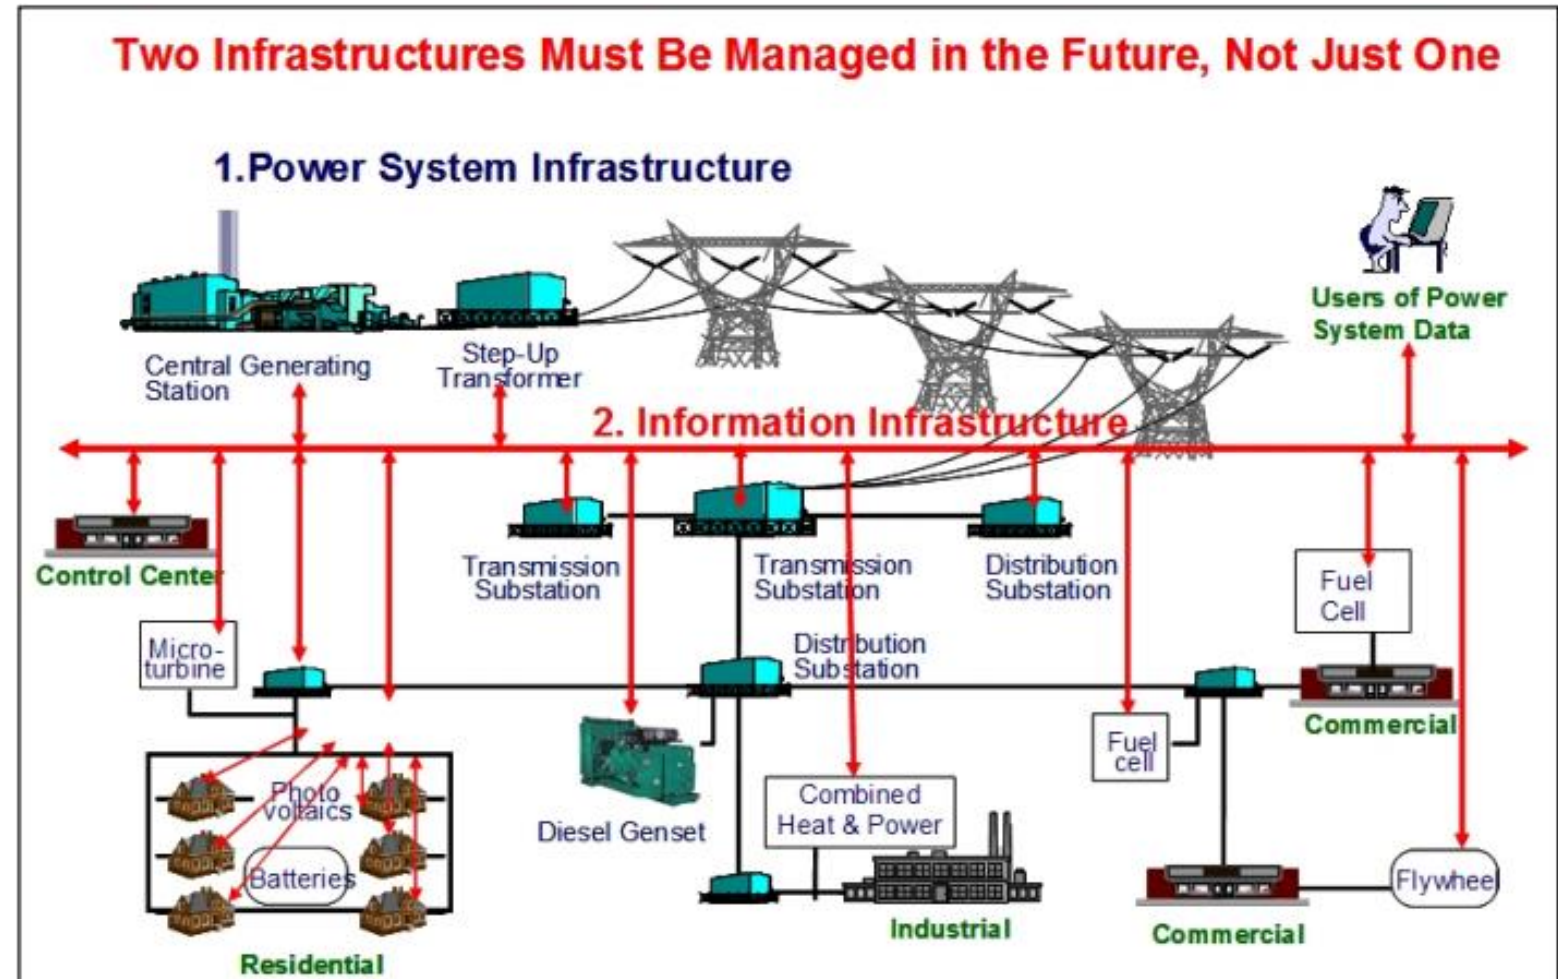 Two Infrastructures Must Be Managed in the Future, Not Just One
1.Power System Infrastructure
Users of Power
System Data
Central Generating
Station
Step-Up
Transformer
2. Information Infrastructure
Control Center
Transmission
Substation
Transmission
Substation
Distribution
Substation
Fuel
Cell
Micro-
turbine
Distribution
Substation
Commercial
Fuel
cell
Photo
voltaics
Diesel Genset
Combined
Heat & Power
Batteries
Flywheel
Industrial
Commercial
Residential